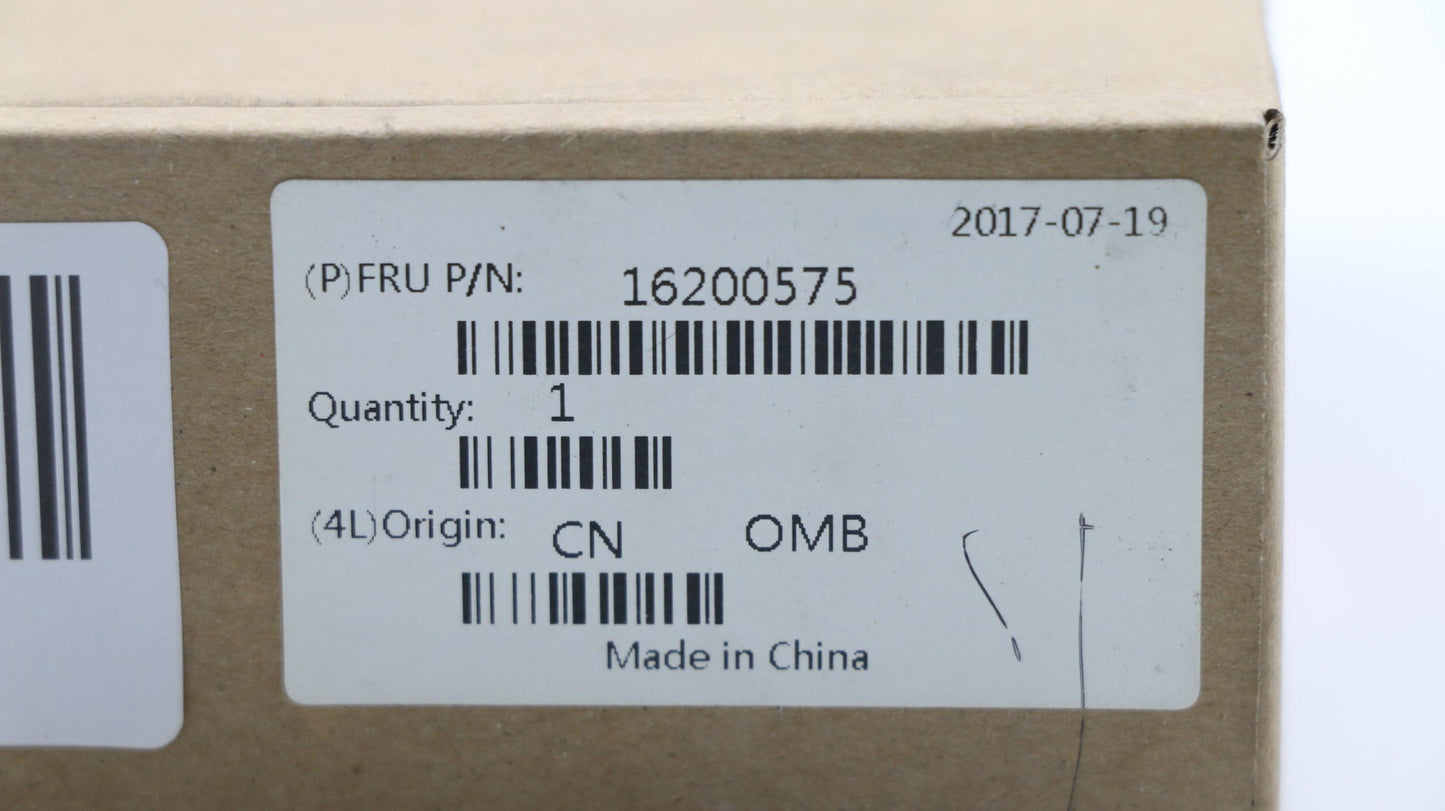 2017-07-19
(P)FRU P/N: 16200575
Quantity: 1
(4L)Origin: CN OMB
Made in China